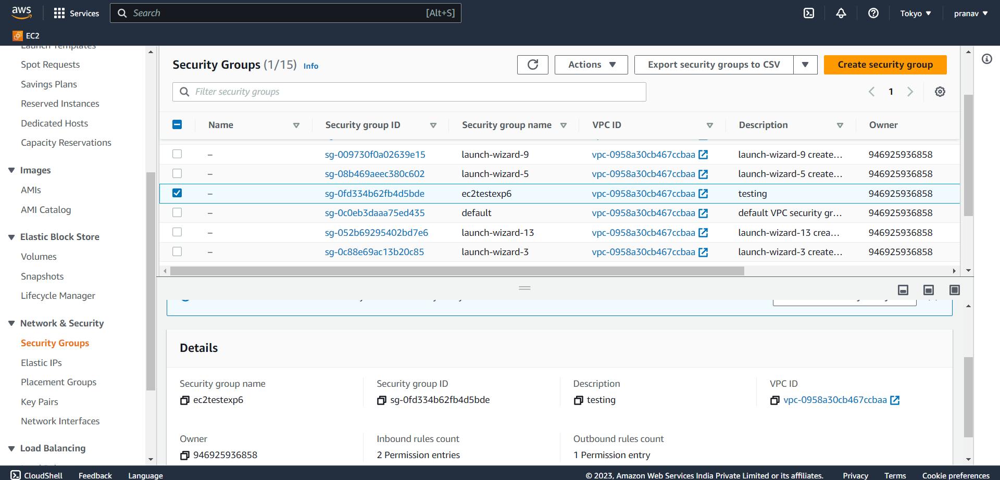 aws Services Search [Alt+S] Tokyo ▼ pranav ▼
EC2
Launch Templates
Spot Requests
Savings Plans
Reserved Instances
Dedicated Hosts
Capacity Reservations
Images
AMIs
AMI Catalog
Elastic Block Store
Volumes
Snapshots
Lifecycle Manager
Network & Security
Security Groups
Elastic IPs
Placement Groups
Key Pairs
Network Interfaces
Load Balancing
Security Groups (1/15) Info Actions ▼ Export security groups to CSV ▼ Create security group
Filter security groups 1
Name Security group ID Security group name VPC ID Description Owner
– sg-009730f0a02639e15 launch-wizard-9 vpc-0958a30cb467ccbaa launch-wizard-9 create... 946925936858
– sg-08b469aeec380c602 launch-wizard-5 vpc-0958a30cb467ccbaa launch-wizard-5 create... 946925936858
– sg-0fd334b62fb4d5bde ec2testexp6 vpc-0958a30cb467ccbaa testing 946925936858
– sg-0c0eb3daaa75ed435 default vpc-0958a30cb467ccbaa default VPC security gr... 946925936858
– sg-052b69295402bd7e6 launch-wizard-13 vpc-0958a30cb467ccbaa launch-wizard-13 crea... 946925936858
– sg-0c88e69ac13b20c85 launch-wizard-3 vpc-0958a30cb467ccbaa launch-wizard-3 create... 946925936858
Details
Security group name Security group ID Description VPC ID
ec2testexp6 sg-0fd334b62fb4d5bde testing vpc-0958a30cb467ccbaa
Owner Inbound rules count Outbound rules count
946925936858 2 Permission entries 1 Permission entry
CloudShell Feedback Language © 2023, Amazon Web Services India Private Limited or its affiliates. Privacy Terms Cookie preferences